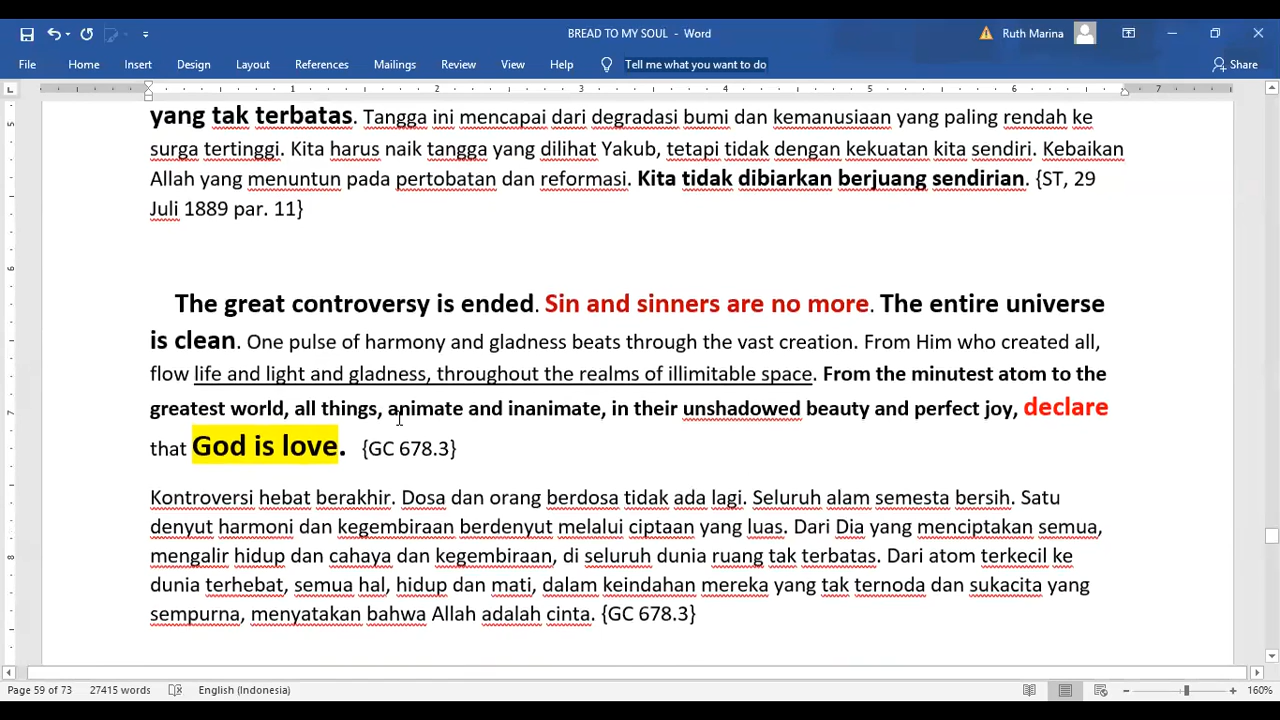 BREAD TO MY SOUL - Word
Ruth Marina
File Home Insert Design Layout References Mailings Review View Help Tell me what you want to do Share
1 2 3 4 5 6 7
yang tak terbatas. Tangga ini mencapai dari degradasi bumi dan kemanusiaan yang paling rendah ke
surga tertinggi. Kita harus naik tangga yang dilihat Yakub, tetapi tidak dengan kekuatan kita sendiri. Kebaikan
Allah yang menuntun pada pertobatan dan reformasi. Kita tidak dibiarkan berjuang sendirian. {ST, 29
Juli 1889 par. 11}
The great controversy is ended. Sin and sinners are no more. The entire universe
is clean. One pulse of harmony and gladness beats through the vast creation. From Him who created all,
flow life and light and gladness, throughout the realms of illimitable space. From the minutest atom to the
greatest world, all things, animate and inanimate, in their unshadowed beauty and perfect joy, declare
that God is love. {GC 678.3}
Kontroversi hebat berakhir. Dosa dan orang berdosa tidak ada lagi. Seluruh alam semesta bersih. Satu
denyut harmoni dan kegembiraan berdenyut melalui ciptaan yang luas. Dari Dia yang menciptakan semua,
mengalir hidup dan cahaya dan kegembiraan, di seluruh dunia ruang tak terbatas. Dari atom terkecil ke
dunia terhebat, semua hal, hidup dan mati, dalam keindahan mereka yang tak ternoda dan sukacita yang
sempurna, menyatakan bahwa Allah adalah cinta. {GC 678.3}
Page 59 of 73 27415 words English (Indonesia) 160%